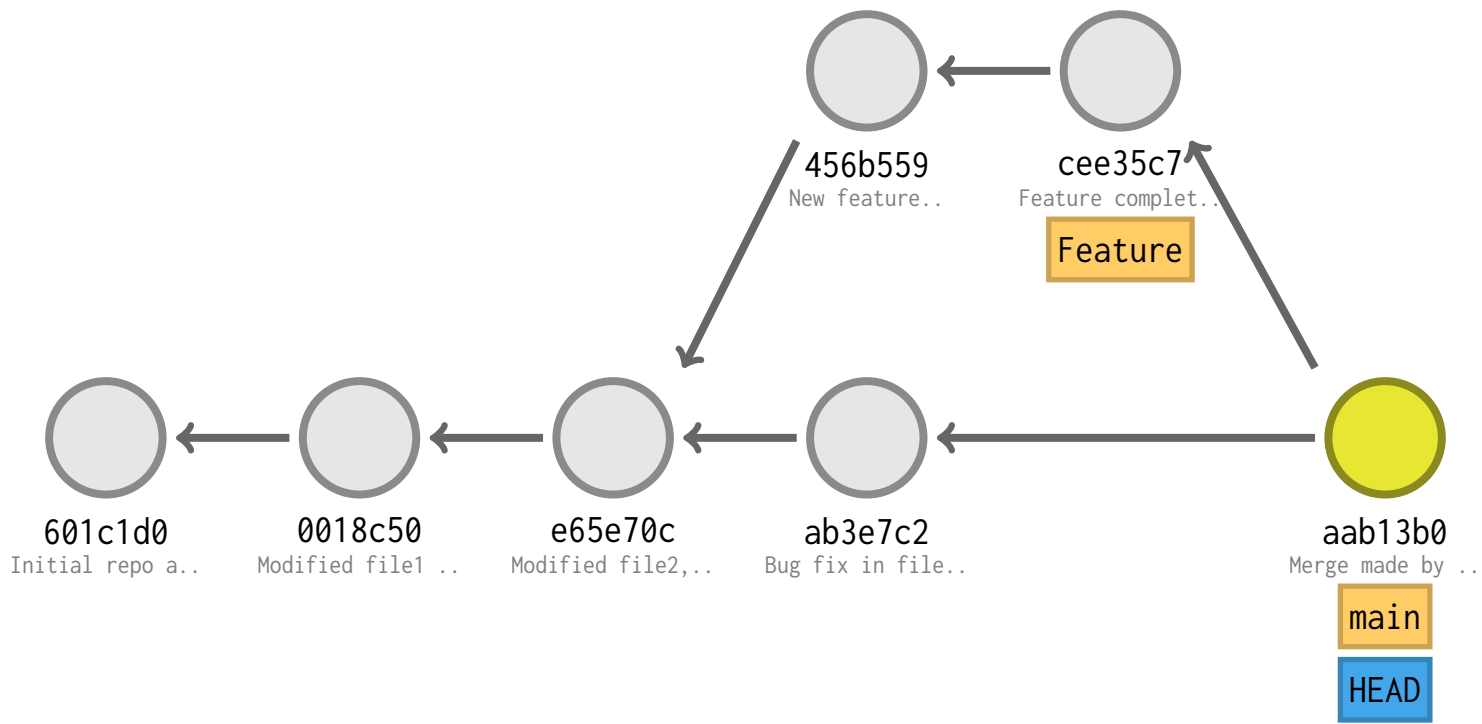 456b559
New feature..
cee35c7
Feature complet..
Feature
601c1d0
Initial repo a..
0018c50
Modified file1 ..
e65e70c
Modified file2,..
ab3e7c2
Bug fix in file..
aab13b0
Merge made by ..
main
HEAD